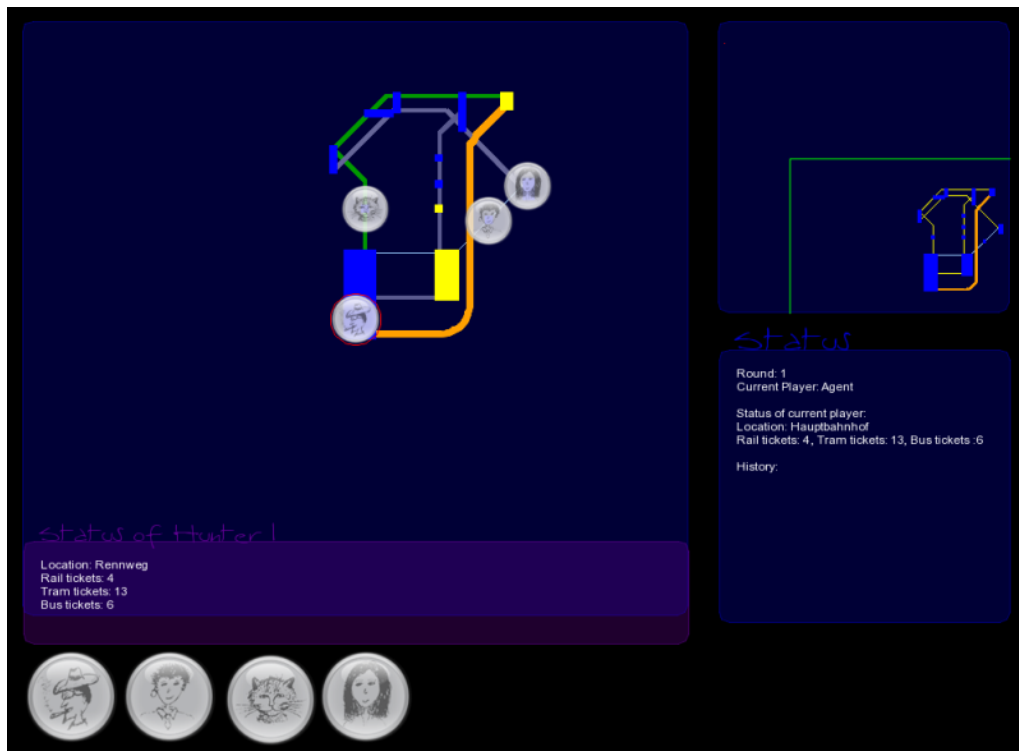 Status
Round: 1
Current Player: Agent
Status of current player:
Location: Hauptbahnhof
Rail tickets: 4, Tram tickets: 13, Bus tickets :6
History:
Status of Hunter 1
Location: Rennweg
Rail tickets: 4
Tram tickets: 13
Bus tickets: 6